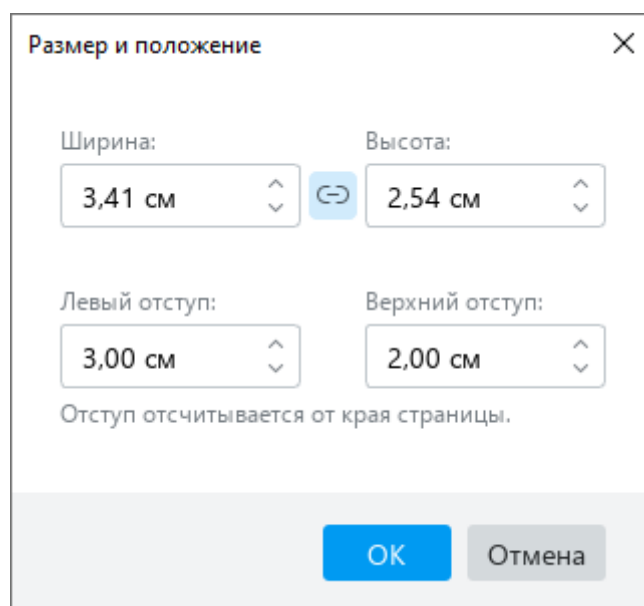 Размер и положение
Ширина: Высота:
3,41 см 2,54 см
Левый отступ: Верхний отступ:
3,00 см 2,00 см
Отступ отсчитывается от края страницы.
ОК Отмена